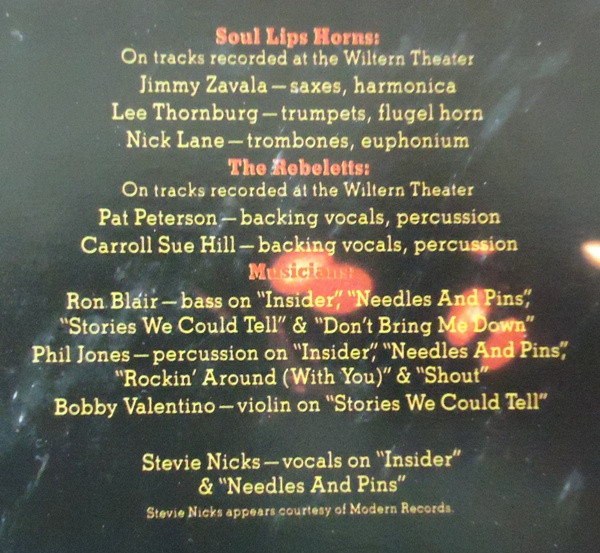 Soul Lips Horns:
On tracks recorded at the Wiltern Theater
Jimmy Zavala—saxes, harmonica
Lee Thornburg—trumpets, flugel horn
Nick Lane—trombones, euphonium
The Rebeletts:
On tracks recorded at the Wiltern Theater
Pat Peterson—backing vocals, percussion
Carroll Sue Hill—backing vocals, percussion
Musicians:
Ron Blair—bass on "Insider", "Needles And Pins",
"Stories We Could Tell" & "Don't Bring Me Down"
Phil Jones—percussion on "Insider", "Needles And Pins",
"Rockin' Around (With You)" & "Shout"
Bobby Valentino—violin on "Stories We Could Tell"
Stevie Nicks—vocals on "Insider"
& "Needles And Pins"
Stevie Nicks appears courtesy of Modern Records.